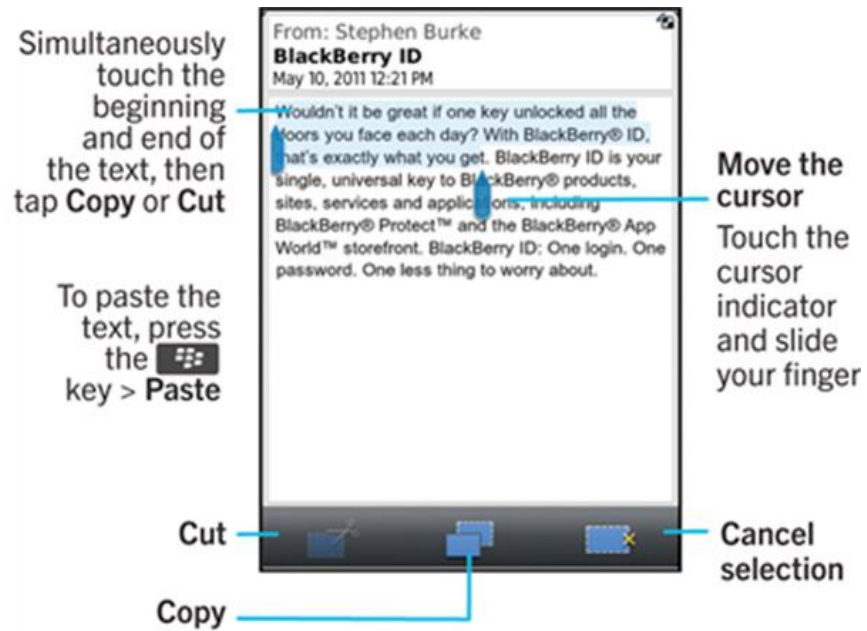 Simultaneously
touch the
beginning
and end of
the text, then
tap Copy or Cut
To paste the
text, press
the
key > Paste
From: Stephen Burke
BlackBerry ID
May 10, 2011 12:21 PM
Wouldn't it be great if one key unlocked all the
doors you face each day? With BlackBerry® ID,
that's exactly what you get. BlackBerry ID is your
single, universal key to BlackBerry® products,
sites, services and applications, including
BlackBerry® Protect™ and the BlackBerry® App
World™ storefront. BlackBerry ID: One login. One
password. One less thing to worry about.
Move the
cursor
Touch the
cursor
indicator
and slide
your finger
Cut
Copy
Cancel
selection